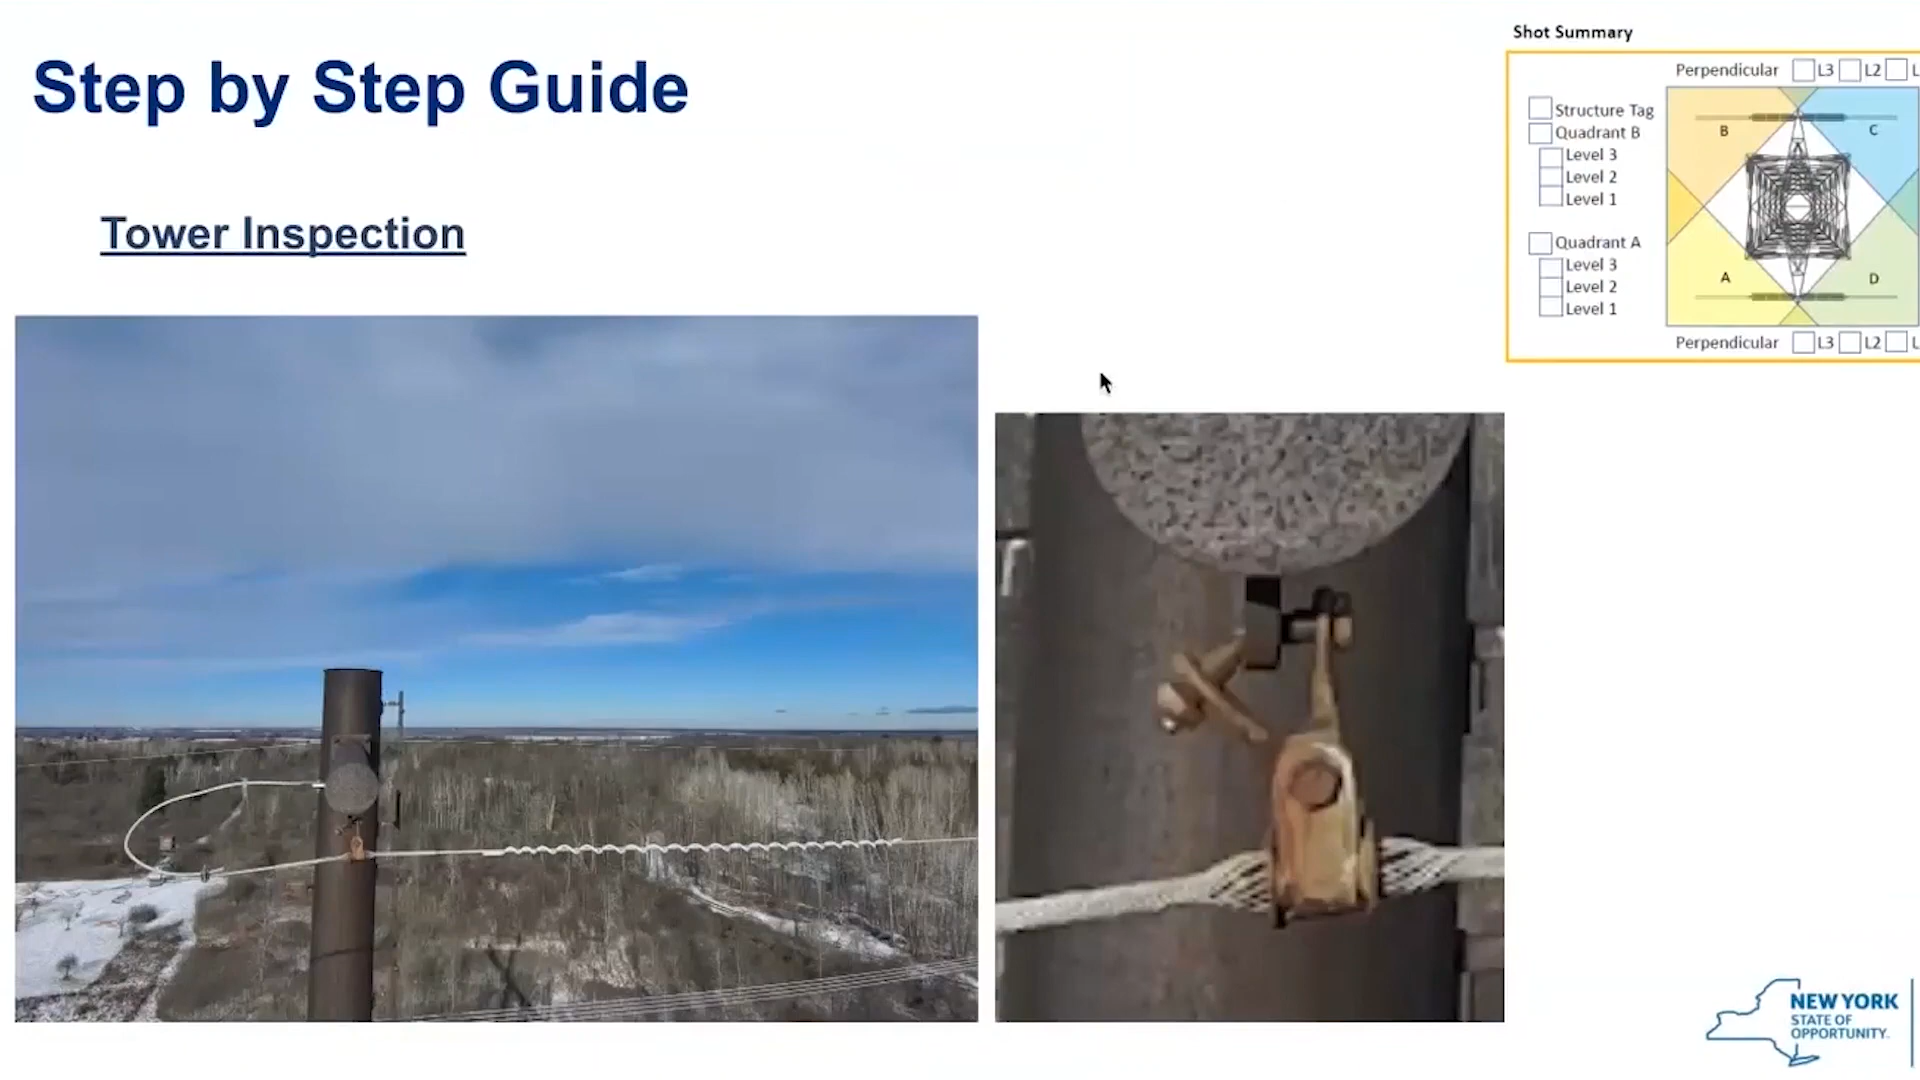 Step by Step Guide
Tower Inspection
Shot Summary
Perpendicular L3 L2 L
Structure Tag
Quadrant B
Level 3
Level 2
Level 1
Quadrant A
Level 3
Level 2
Level 1
B
C
A
D
Perpendicular L3 L2 L
NEW YORK
STATE OF
OPPORTUNITY.